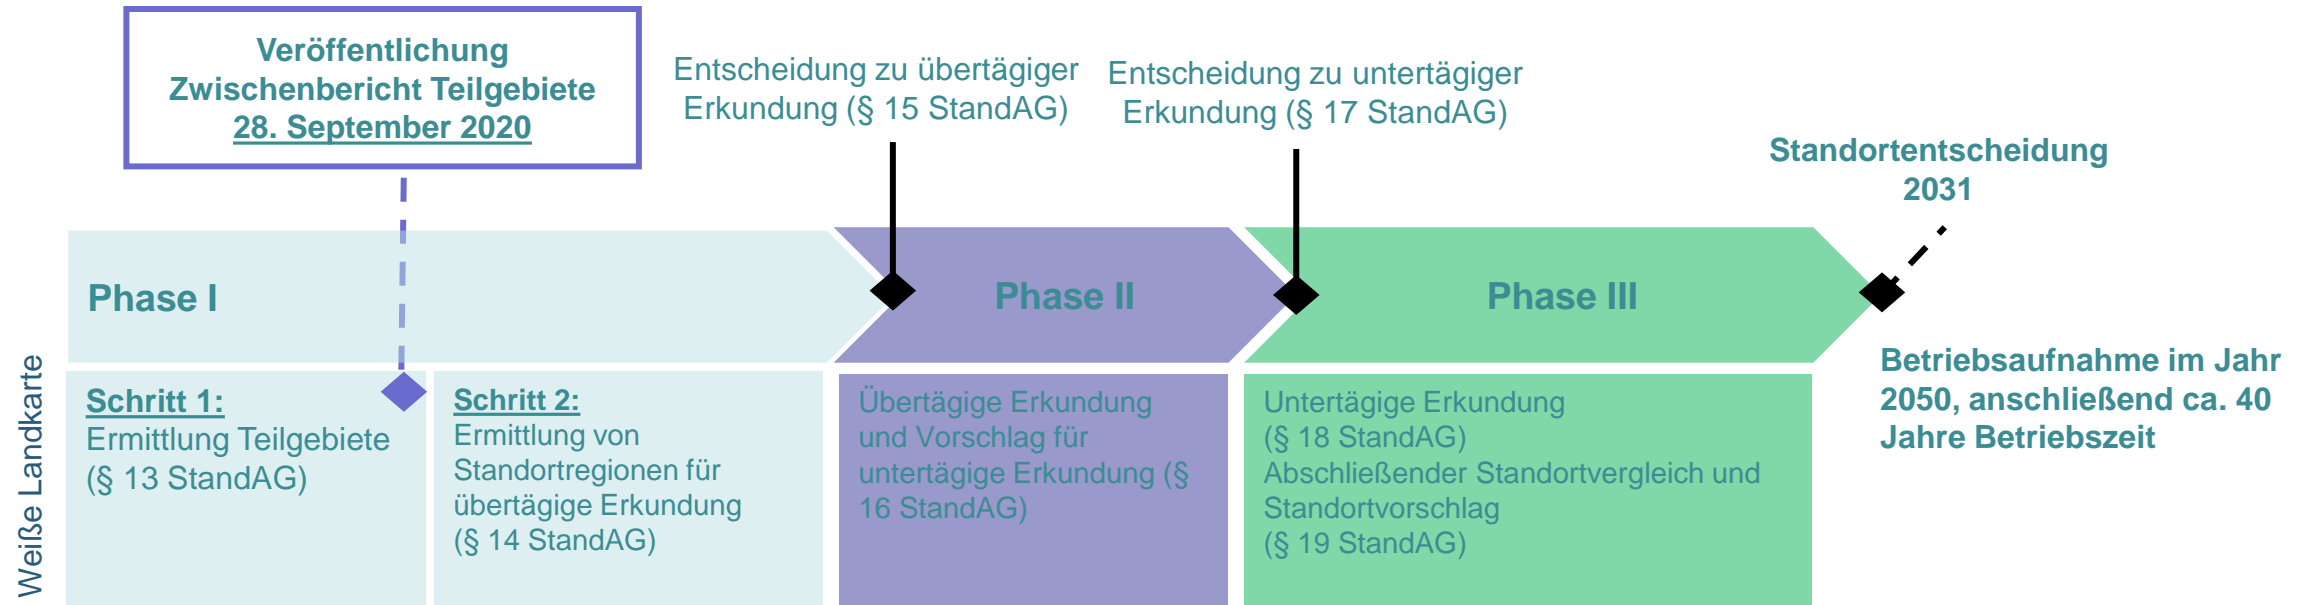 Veröffentlichung
Zwischenbericht Teilgebiete
28. September 2020
Entscheidung zu übertägiger
Erkundung (§ 15 StandAG)
Entscheidung zu untertägiger
Erkundung (§ 17 StandAG)
Standortentscheidung
2031
Phase I
Phase II
Phase III
Weiße Landkarte
Schritt 1:
Ermittlung Teilgebiete
(§ 13 StandAG)
Schritt 2:
Ermittlung von
Standortregionen für
übertägige Erkundung
(§ 14 StandAG)
Übertägige Erkundung
und Vorschlag für
untertägige Erkundung (§
16 StandAG)
Untertägige Erkundung
(§ 18 StandAG)
Abschließender Standortvergleich und
Standortvorschlag
(§ 19 StandAG)
Betriebsaufnahme im Jahr
2050, anschließend ca. 40
Jahre Betriebszeit